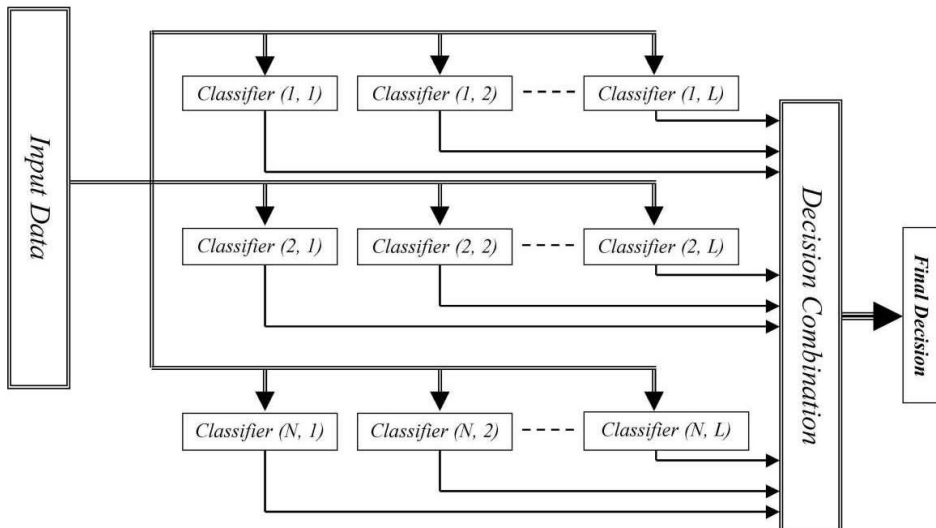 Input Data
Classifier (1, 1)
Classifier (1, 2)
Classifier (1, L)
Classifier (2, 1)
Classifier (2, 2)
Classifier (2, L)
Classifier (N, 1)
Classifier (N, 2)
Classifier (N, L)
Decision Combination
Final Decision